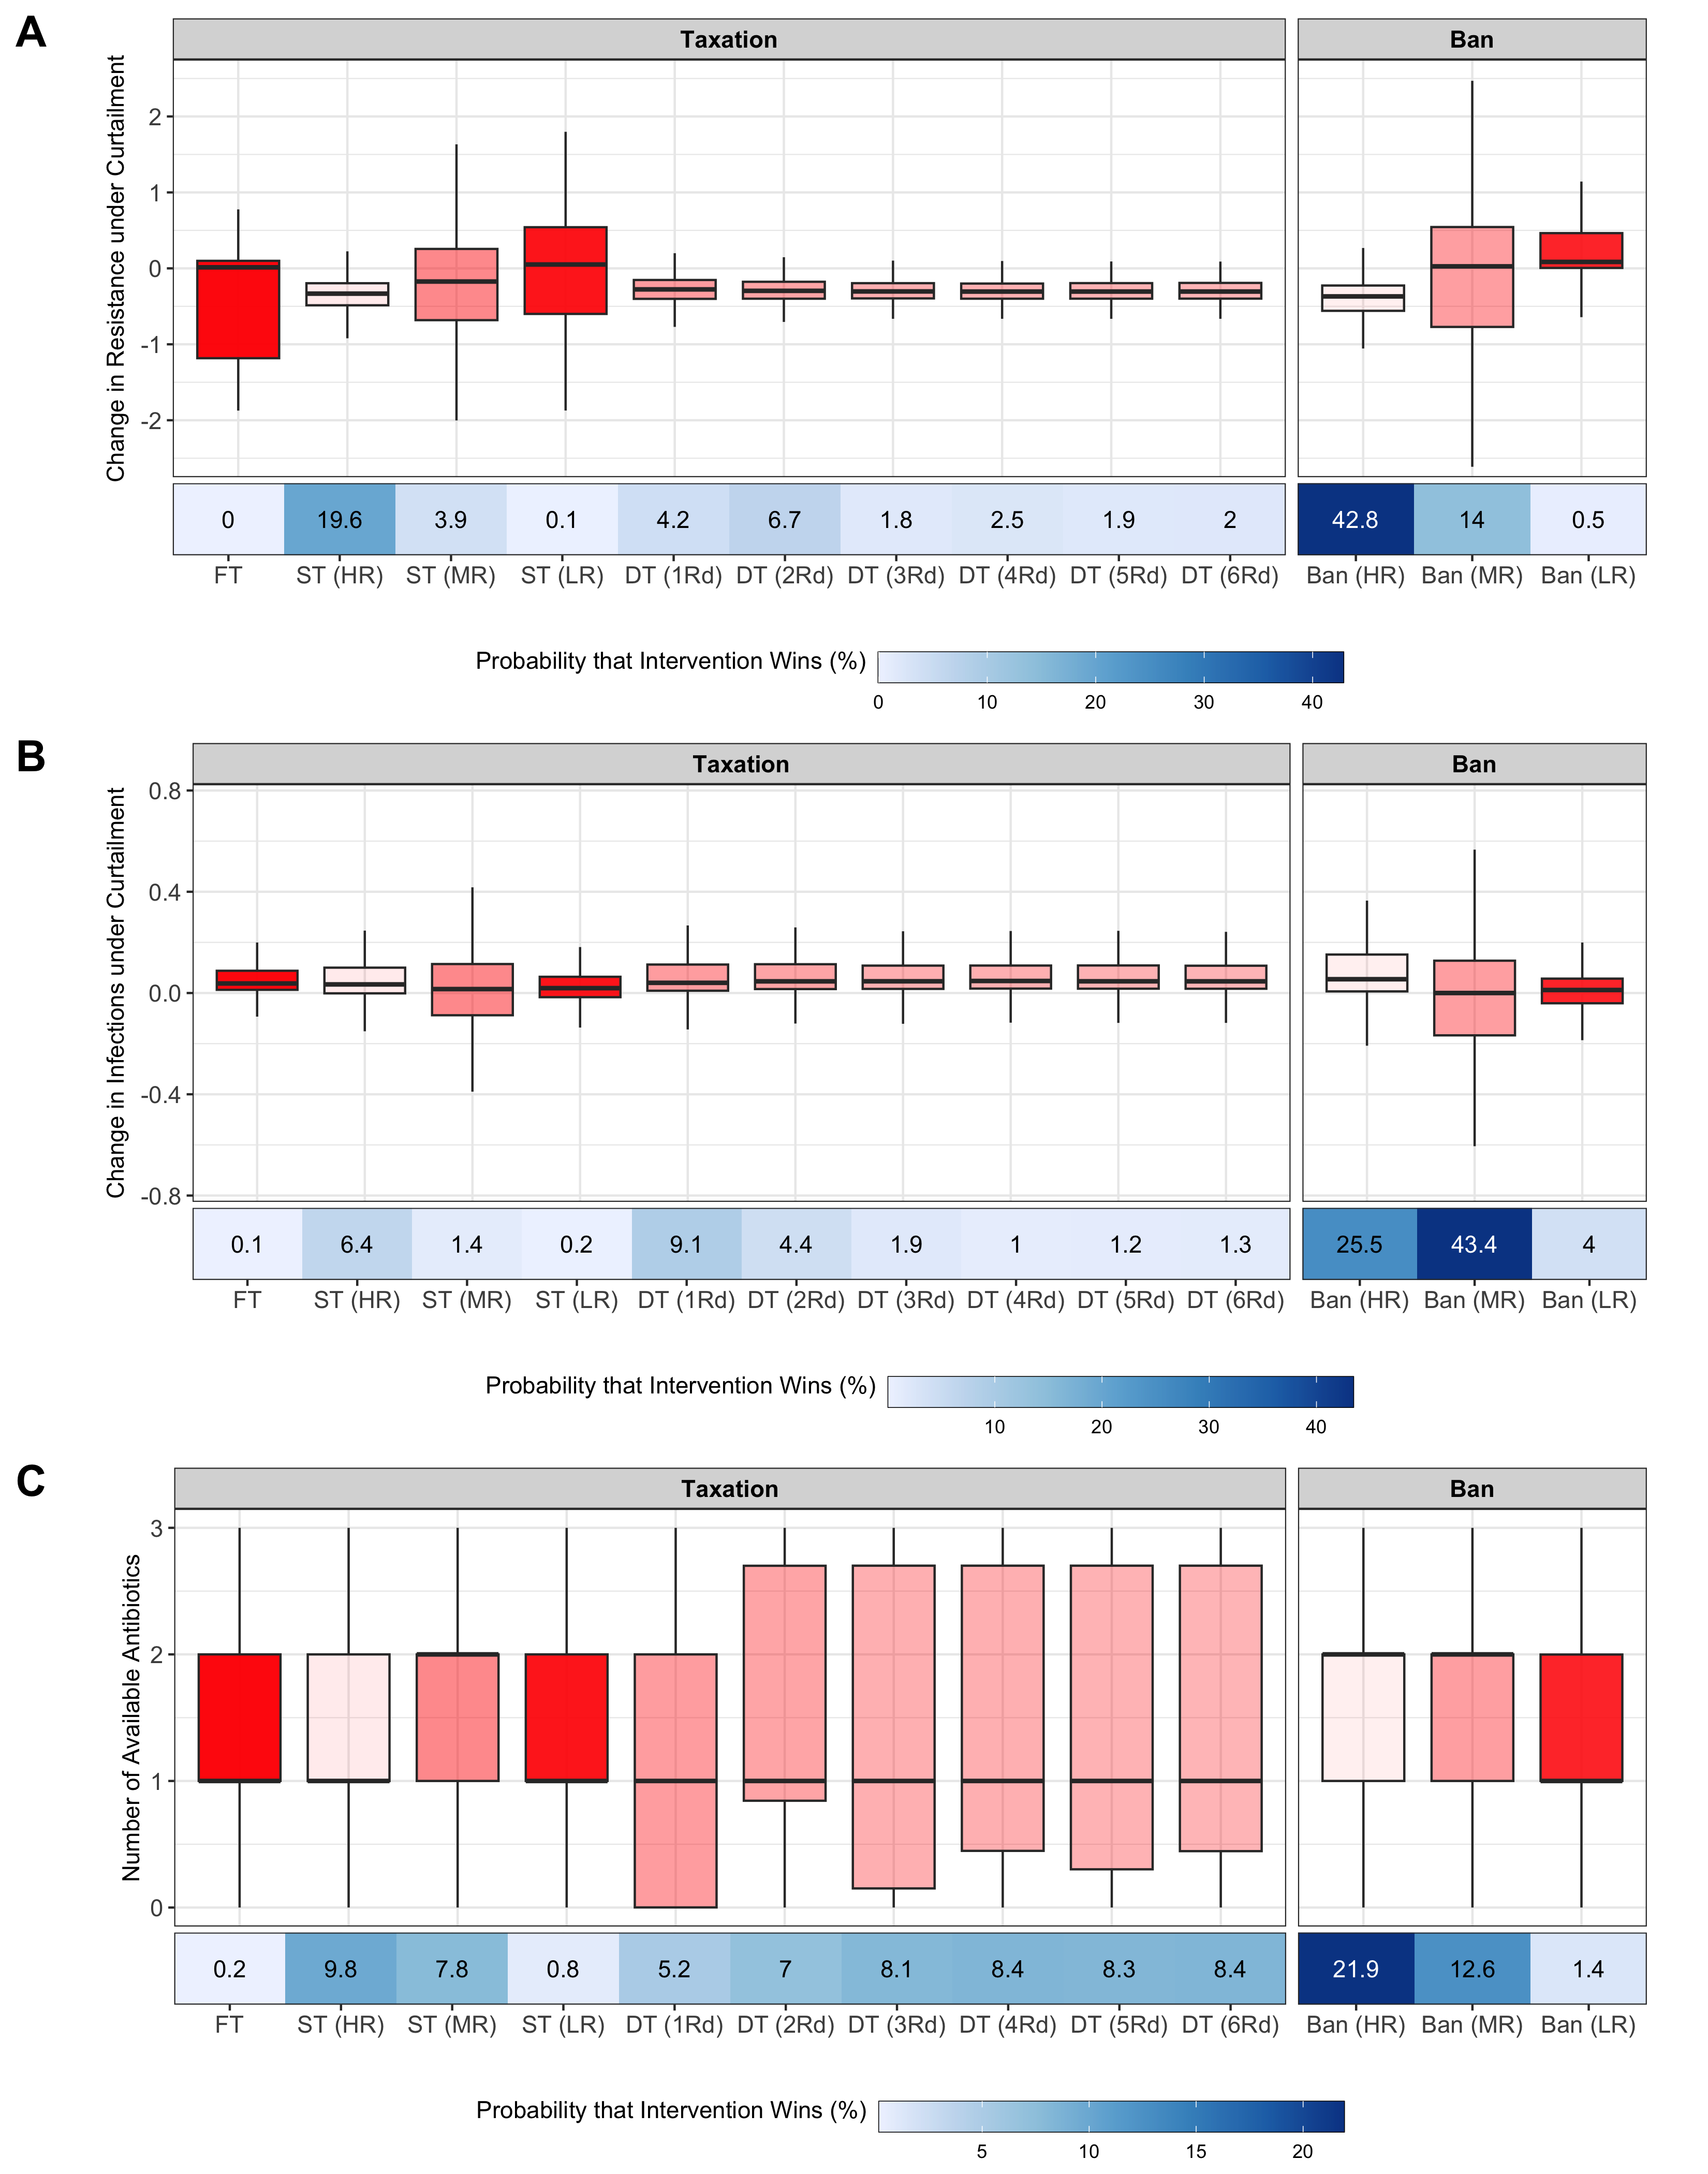 A
Taxation
Ban
Change in Resistance under Curtailment
2
1
0
-1
-2
0 19.6 3.9 0.1 4.2 6.7 1.8 2.5 1.9 2 42.8 14 0.5
FT ST (HR) ST (MR) ST (LR) DT (1Rd) DT (2Rd) DT (3Rd) DT (4Rd) DT (5Rd) DT (6Rd) Ban (HR) Ban (MR) Ban (LR)
Probability that Intervention Wins (%)
0 10 20 30 40
B
Taxation
Ban
Change in Infections under Curtailment
0.8
0.4
0.0
-0.4
-0.8
0.1 6.4 1.4 0.2 9.1 4.4 1.9 1 1.2 1.3 25.5 43.4 4
FT ST (HR) ST (MR) ST (LR) DT (1Rd) DT (2Rd) DT (3Rd) DT (4Rd) DT (5Rd) DT (6Rd) Ban (HR) Ban (MR) Ban (LR)
Probability that Intervention Wins (%)
10 20 30 40
C
Taxation
Ban
Number of Available Antibiotics
3
2
1
0
0.2 9.8 7.8 0.8 5.2 7 8.1 8.4 8.3 8.4 21.9 12.6 1.4
FT ST (HR) ST (MR) ST (LR) DT (1Rd) DT (2Rd) DT (3Rd) DT (4Rd) DT (5Rd) DT (6Rd) Ban (HR) Ban (MR) Ban (LR)
Probability that Intervention Wins (%)
5 10 15 20